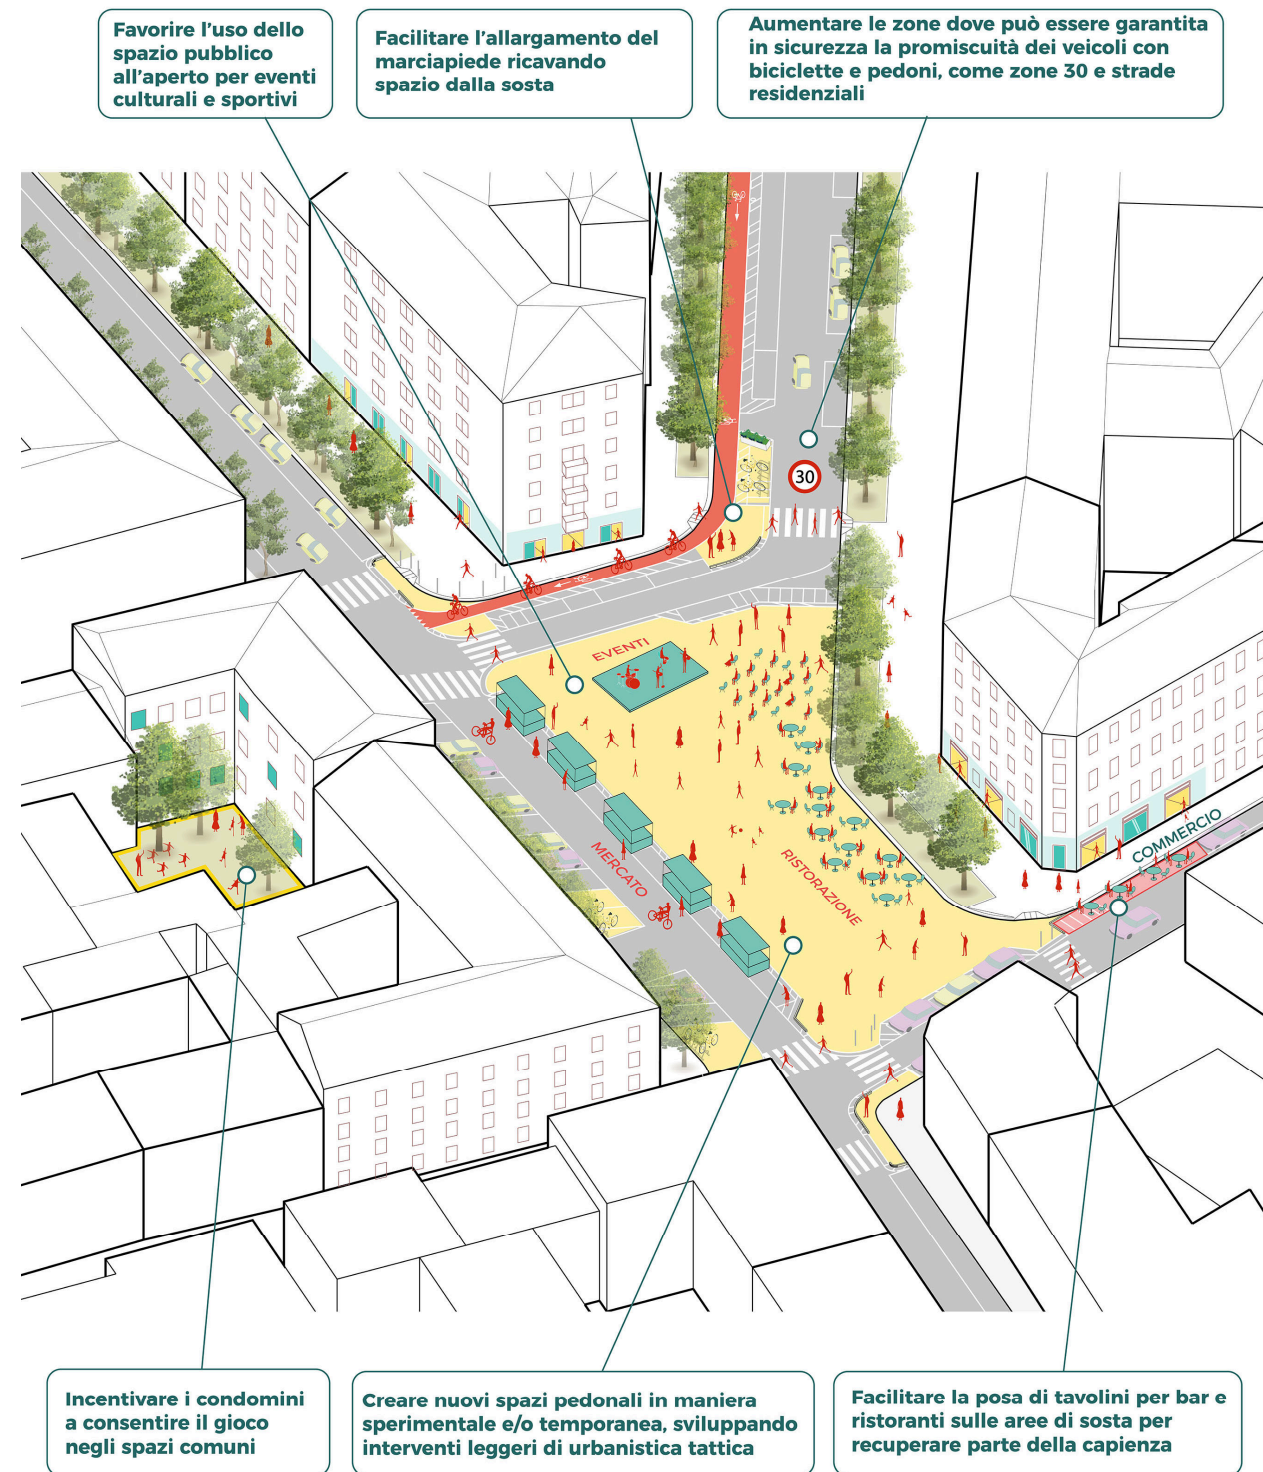 Favorire l’uso dello
spazio pubblico
all’aperto per eventi
culturali e sportivi
Facilitare l’allargamento del
marciapiede ricavando
spazio dalla sosta
Aumentare le zone dove può essere garantita
in sicurezza la promiscuità dei veicoli con
biciclette e pedoni, come zone 30 e strade
residenziali
30
EVENTI
MERCATO
RISTORAZIONE
COMMERCIO
Incentivare i condomini
a consentire il gioco
negli spazi comuni
Creare nuovi spazi pedonali in maniera
sperimentale e/o temporanea, sviluppando
interventi leggeri di urbanistica tattica
Facilitare la posa di tavolini per bar e
ristoranti sulle aree di sosta per
recuperare parte della capienza